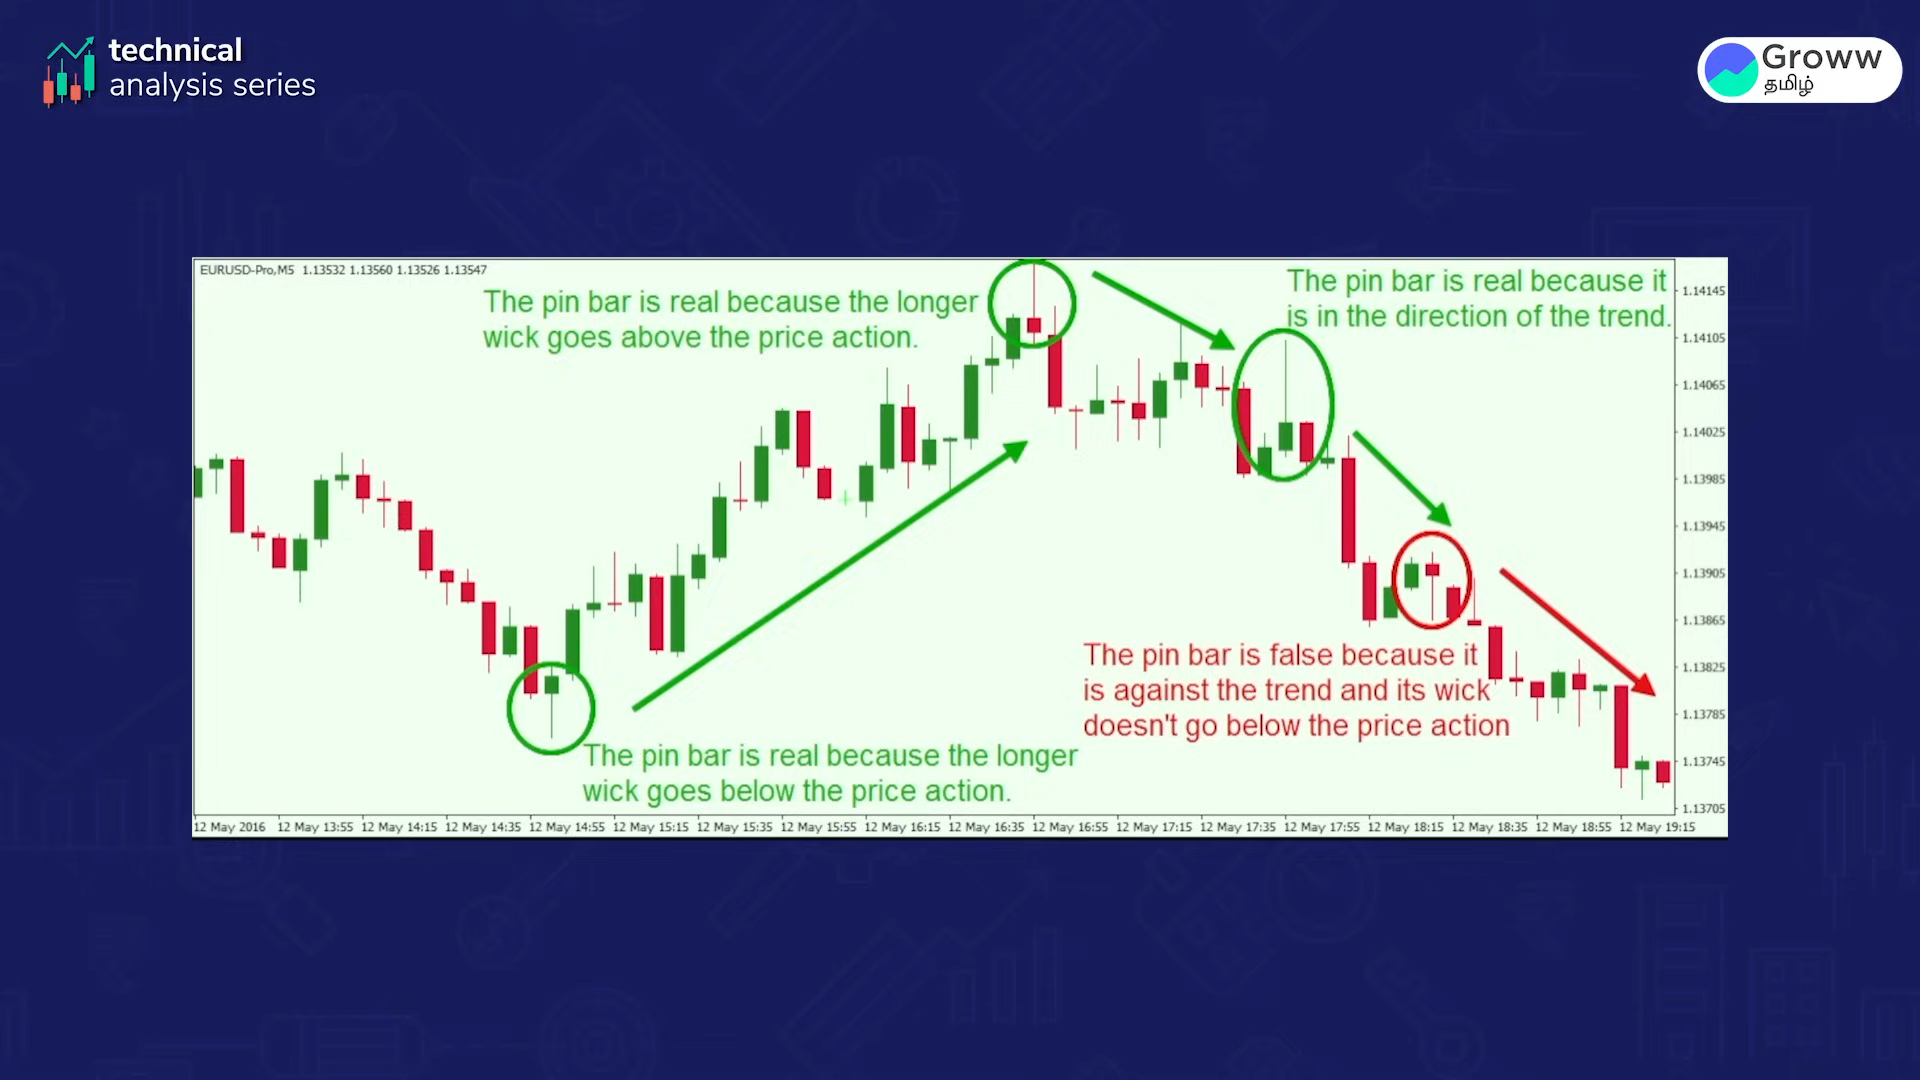 technical
analysis series
Groww
தமிழ்
EURUSD-Pro,M5 1.13532 1.13560 1.13526 1.13547
The pin bar is real because the longer
wick goes above the price action.
The pin bar is real because it
is in the direction of the trend.
The pin bar is false because it
is against the trend and its wick
doesn't go below the price action
The pin bar is real because the longer
wick goes below the price action.
1.14145
1.14105
1.14065
1.14025
1.13985
1.13945
1.13905
1.13865
1.13825
1.13785
1.13745
1.13705
12 May 2016 12 May 13:55 12 May 14:15 12 May 14:35 12 May 14:55 12 May 15:15 12 May 15:35 12 May 15:55 12 May 16:15 12 May 16:35 12 May 16:55 12 May 17:15 12 May 17:35 12 May 17:55 12 May 18:15 12 May 18:35 12 May 18:55 12 May 19:15